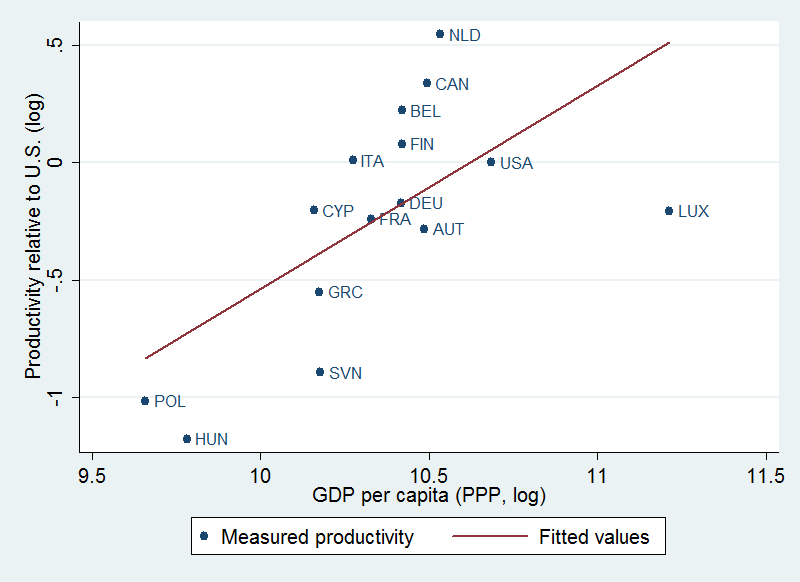 Productivity relative to U.S. (log)
.5
0
-.5
-1
NLD
CAN
BEL
FIN
ITA
USA
DEU
CYP
FRA
LUX
AUT
GRC
SVN
POL
HUN
9.5 10 10.5 11 11.5
GDP per capita (PPP, log)
Measured productivity Fitted values